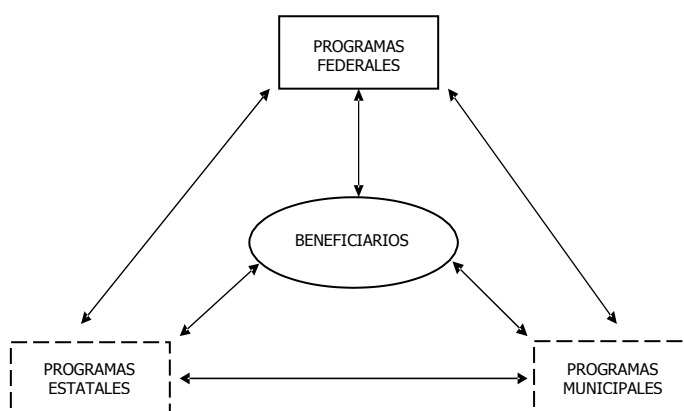 PROGRAMAS
FEDERALES
BENEFICIARIOS
PROGRAMAS
ESTATALES
PROGRAMAS
MUNICIPALES